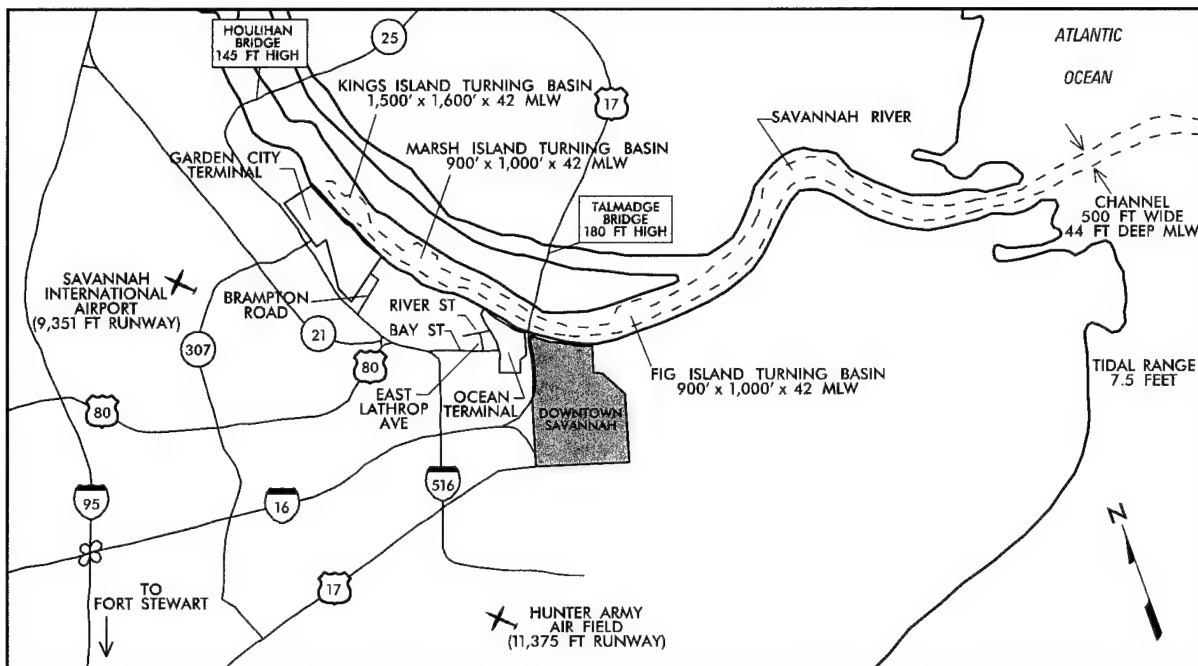 HOULIHAN
BRIDGE
145 FT HIGH
25
ATLANTIC
OCEAN
KINGS ISLAND TURNING BASIN
1,500' x 1,600' x 42 MLW
17
SAVANNAH RIVER
MARSH ISLAND TURNING BASIN
900' x 1,000' x 42 MLW
GARDEN CITY
TERMINAL
TALMADGE
BRIDGE
180 FT HIGH
CHANNEL
500 FT WIDE
44 FT DEEP MLW
SAVANNAH
INTERNATIONAL
AIRPORT
(9,351 FT RUNWAY)
BRAMPTON
ROAD
RIVER ST
BAY ST
21
307
80
FIG ISLAND TURNING BASIN
900' x 1,000' x 42 MLW
TIDAL RANGE
7.5 FEET
80
EAST
LATHROP
AVE
OCEAN
TERMINAL
DOWNTOWN
SAVANNAH
95
16
516
N
17
TO
FORT STEWART
HUNTER ARMY
AIR FIELD
(11,375 FT RUNWAY)